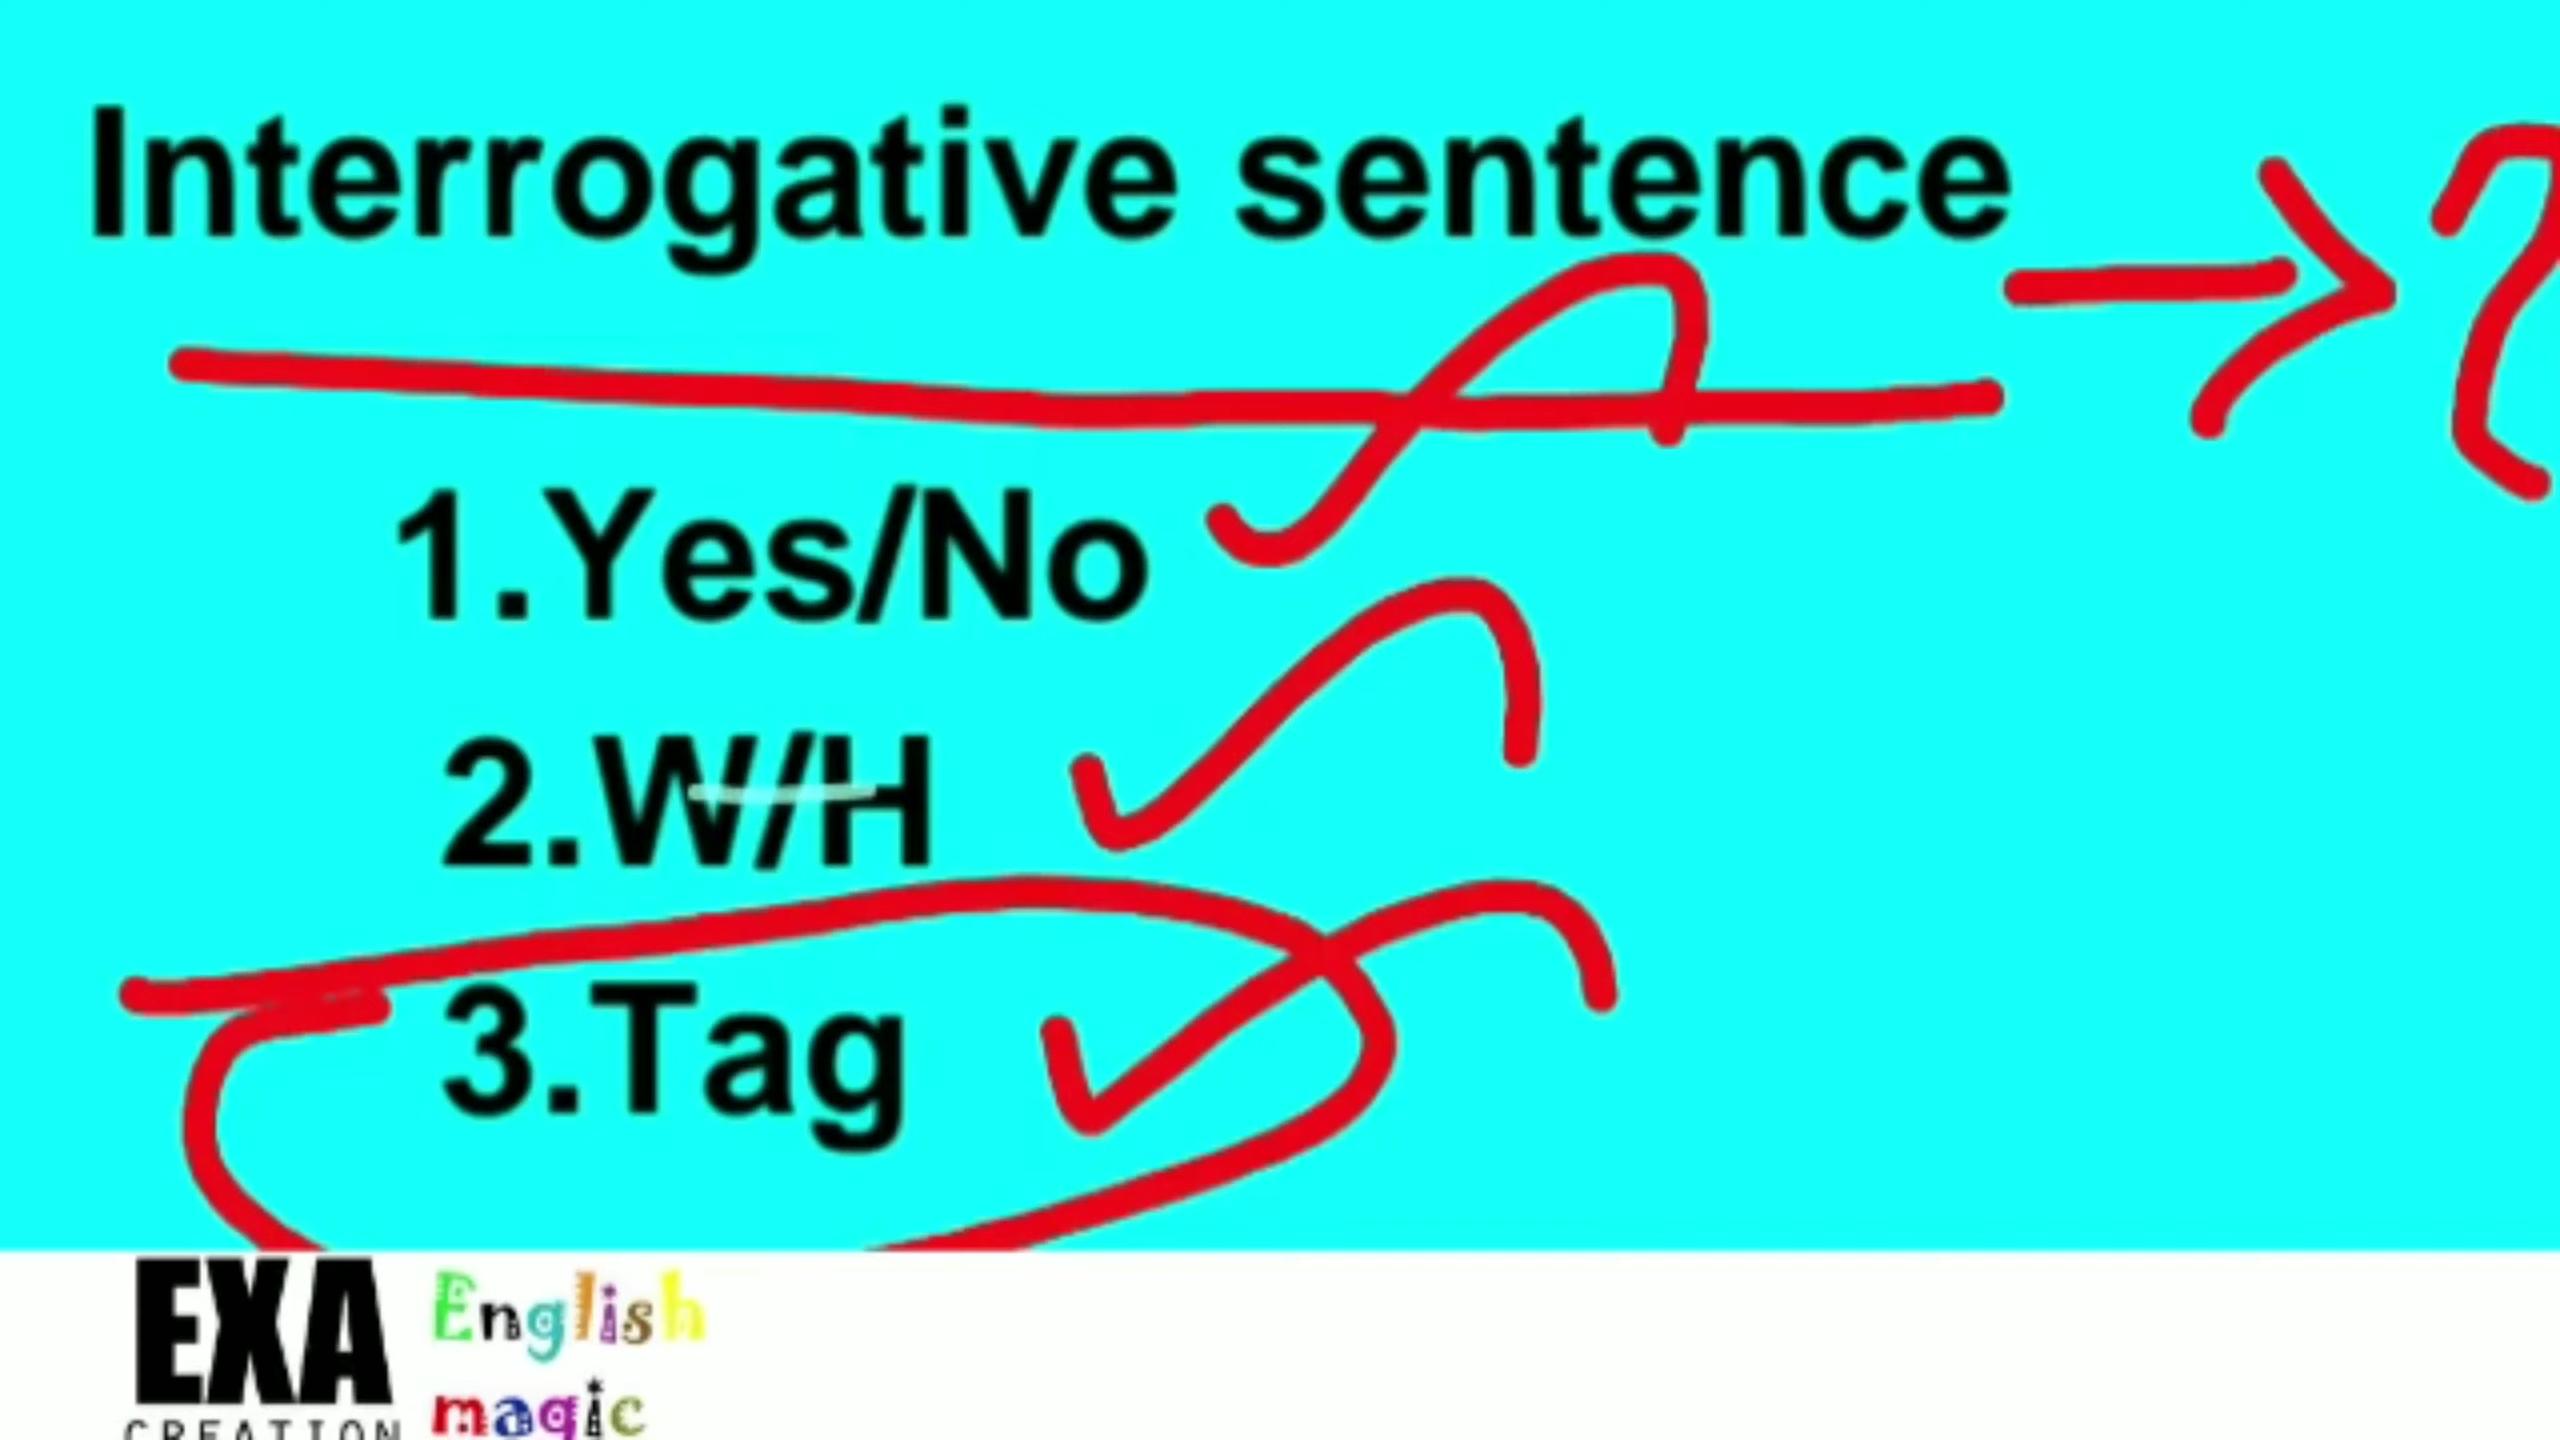 Interrogative sentence → ?
1.Yes/No
2.W/H
3.Tag
EXA
CREATION
English
magic